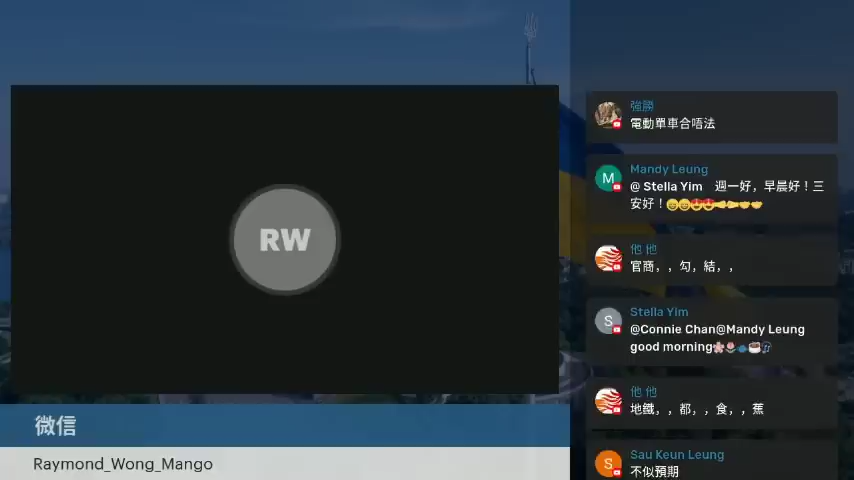 RW
微信
Raymond_Wong_Mango
強勝
電動單車合唔法
M
Mandy Leung
@ Stella Yim 週一好，早晨好！三
安好！😄😄😍😍🤜🤛🤝🤝
他 他
官商，，勾，結，，
S
Stella Yim
@Connie Chan@Mandy Leung
good morning🌸🌷🐟☕🎶
他 他
地鐵，，都，，食，，蕉
S
Sau Keun Leung
不似預期